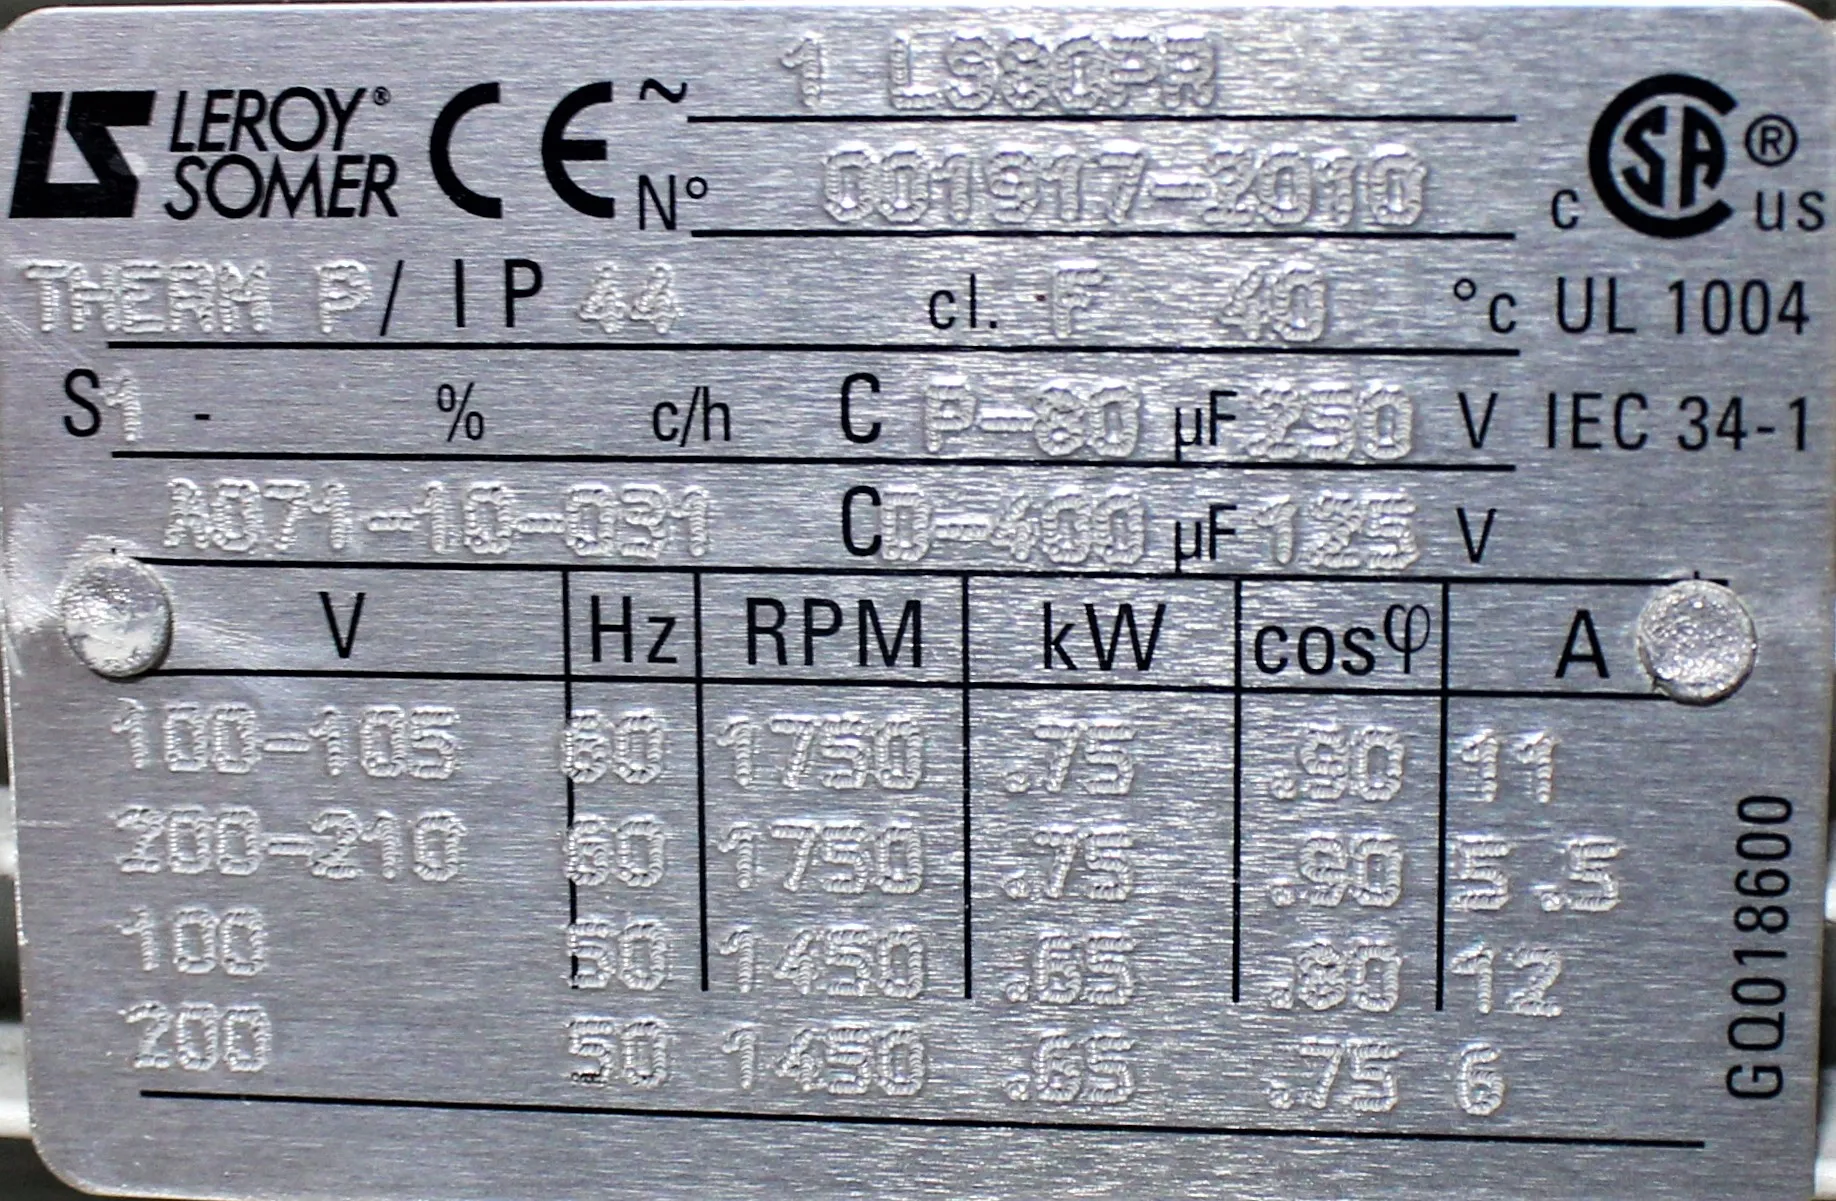 LEROY® SOMER CE ~ 1 LS80PR
N° 001917-2010 c SA® us
THERM P/ IP 44 cl. F 40 °c UL 1004
S1 - % c/h C P-80 µF 250 V IEC 34-1
A071-10-031 CD-400 µF 125 V
V Hz RPM kW cosφ A
100-105 60 1750 .75 .90 11
200-210 60 1750 .75 .90 5.5
100 50 1450 .65 .80 12
200 50 1450 .65 .75 6
GQ018600